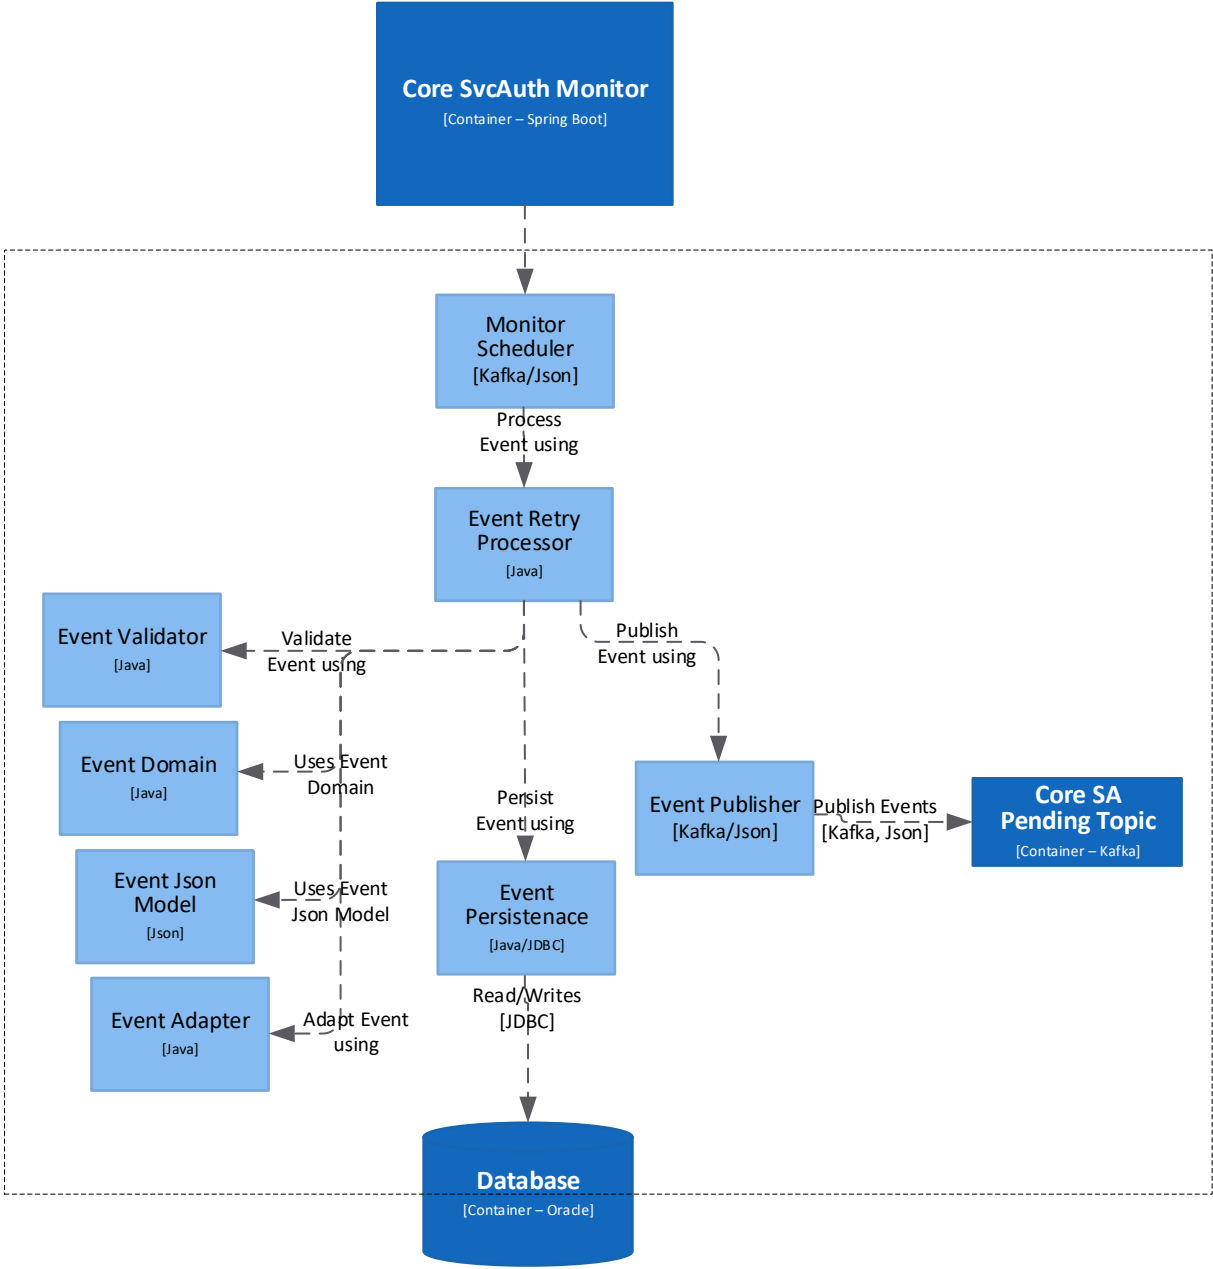 Core SvcAuth Monitor
[Container – Spring Boot]
Monitor
Scheduler
[Kafka/Json]
Process
Event using
Event Retry
Processor
[Java]
Event Validator
[Java]
Validate
Event using
Publish
Event using
Event Domain
[Java]
Uses Event
Domain
Persist
Event using
Event Publisher
[Kafka/Json]
Publish Events
[Kafka, Json]
Core SA
Pending Topic
[Container – Kafka]
Event Json
Model
[Json]
Uses Event
Json Model
Event
Persistenace
[Java/JDBC]
Event Adapter
[Java]
Adapt Event
using
Read/Writes
[JDBC]
Database
[Container – Oracle]